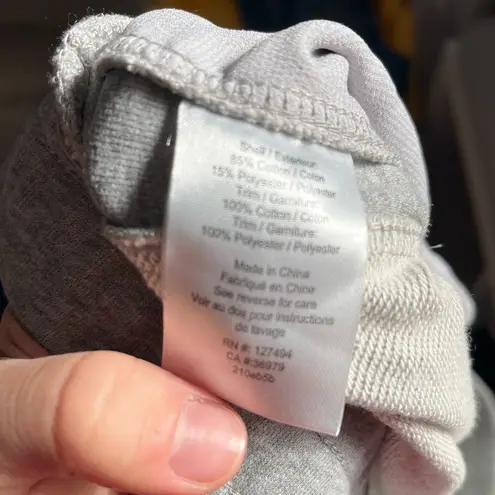 Shell / Exterieur:
85% Cotton / Coton
15% Polyester / Polyester
Trim / Garniture:
100% Cotton / Coton
Trim / Garniture:
100% Polyester / Polyester
Made in China
Fabriqué en Chine
See reverse for care
Voir au dos pour instructions
de lavage
RN #: 127494
CA #:36979